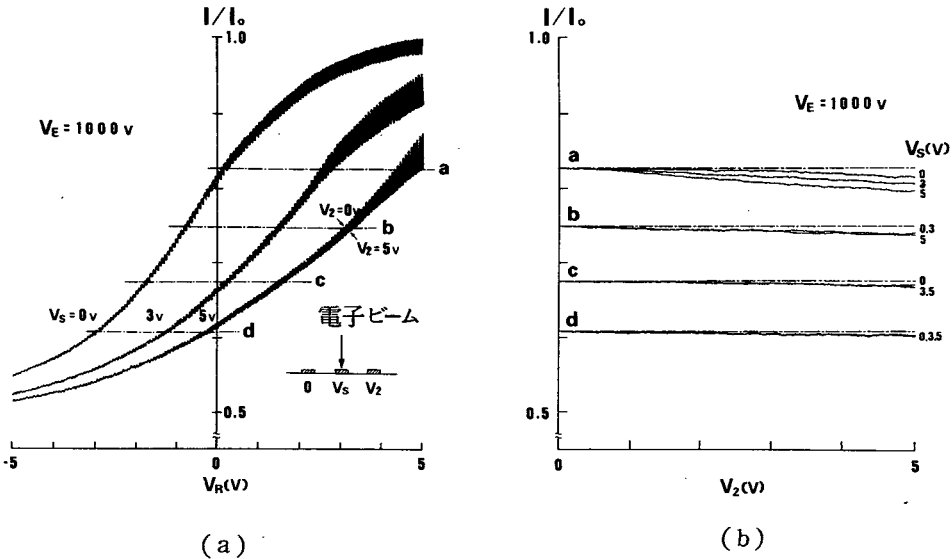 I/I₀
1.0
V_E = 1000 V
a
V₂=0v
b
V₂=5v
c
V_S=0v 3v 5v
d
電子ビーム
0 V_S V₂
0.5
-5 0 5
V_R(V)
(a)
I/I₀
1.0
V_E = 1000 V
V_S(V)
a
0
3
5
b
0.3
5
c
0
3.5
d
0.3.5
0.5
0 5
V₂(V)
(b)